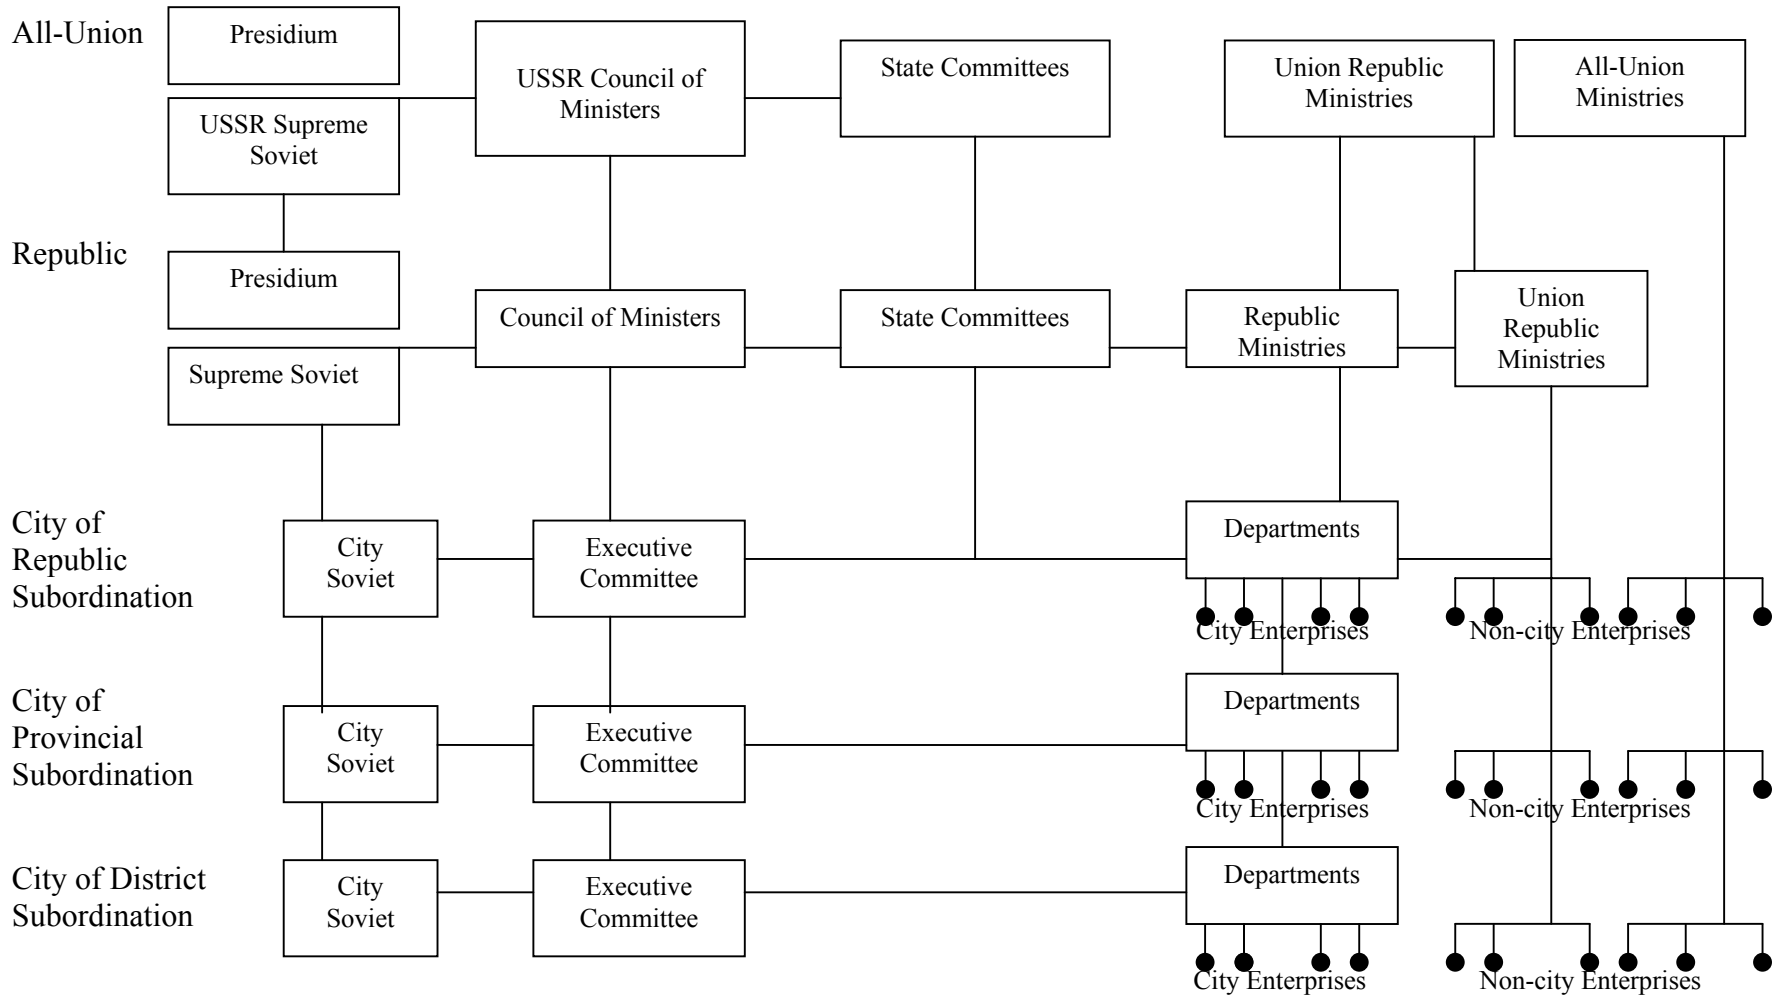 All-Union
Presidium
USSR Council of
Ministers
State Committees
Union Republic
Ministries
All-Union
Ministries
USSR Supreme
Soviet
Republic
Presidium
Council of Ministers
State Committees
Republic
Ministries
Union
Republic
Ministries
Supreme Soviet
City of
Republic
Subordination
City
Soviet
Executive
Committee
Departments
City Enterprises
Non-city Enterprises
City of
Provincial
Subordination
City
Soviet
Executive
Committee
Departments
City Enterprises
Non-city Enterprises
City of District
Subordination
City
Soviet
Executive
Committee
Departments
City Enterprises
Non-city Enterprises